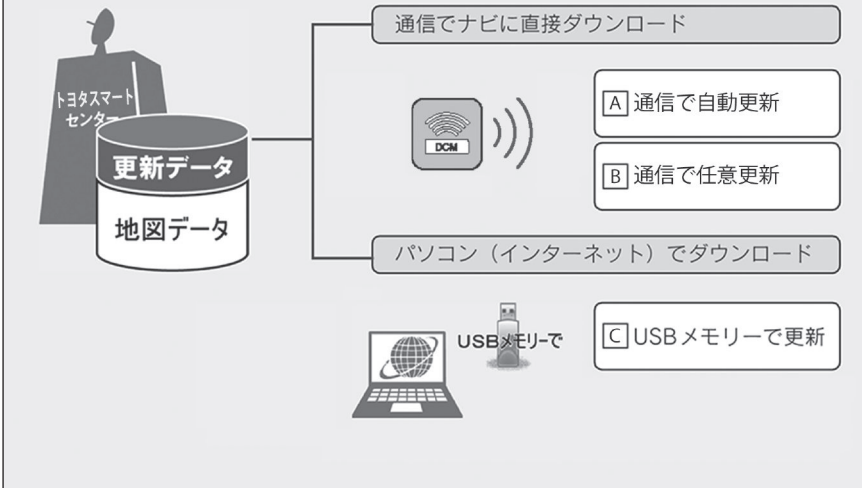 通信でナビに直接ダウンロード
トヨタスマート
センター
更新データ
地図データ
DCM
A 通信で自動更新
B 通信で任意更新
パソコン（インターネット）でダウンロード
USBメモリーで
C USBメモリーで更新